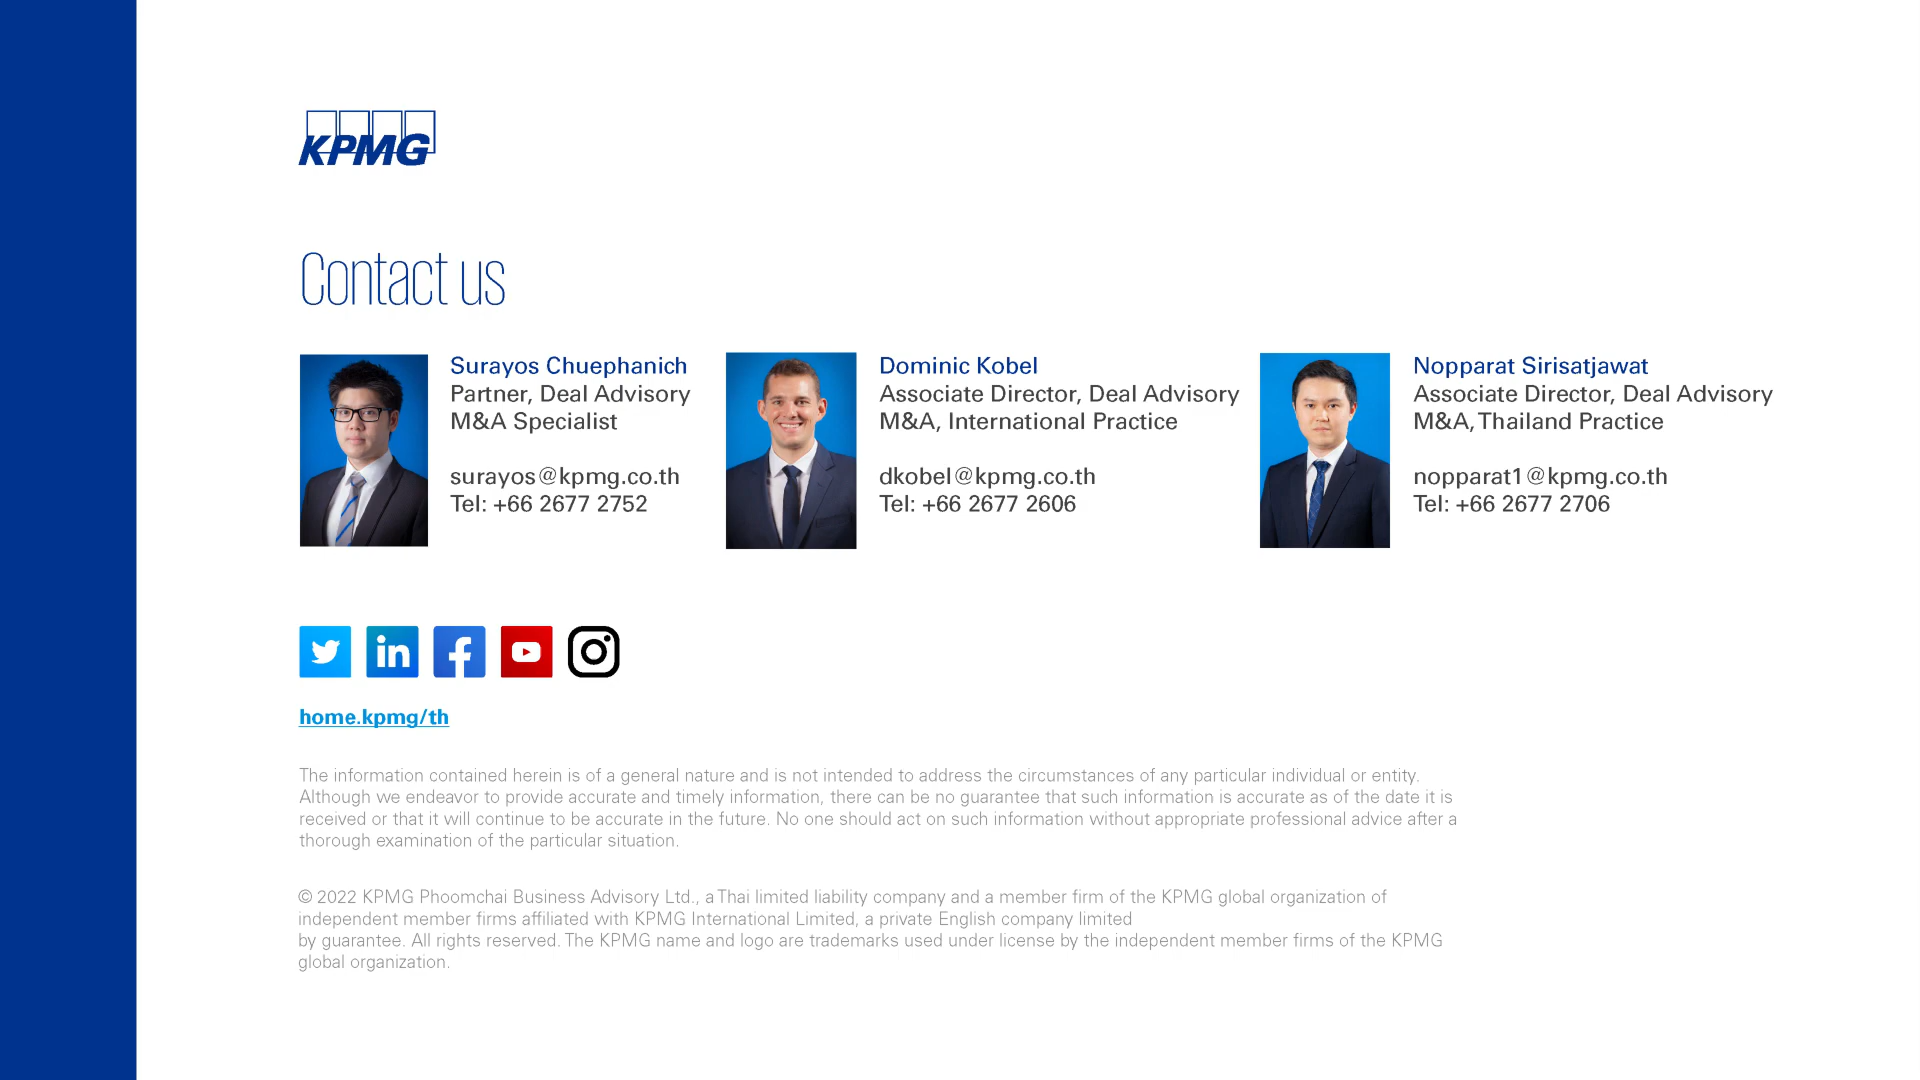 KPMG
Contact us
Surayos Chuephanich
Partner, Deal Advisory
M&A Specialist
surayos@kpmg.co.th
Tel: +66 2677 2752
Dominic Kobel
Associate Director, Deal Advisory
M&A, International Practice
dkobel@kpmg.co.th
Tel: +66 2677 2606
Nopparat Sirisatjawat
Associate Director, Deal Advisory
M&A, Thailand Practice
nopparat1@kpmg.co.th
Tel: +66 2677 2706
in
home.kpmg/th
The information contained herein is of a general nature and is not intended to address the circumstances of any particular individual or entity.
Although we endeavor to provide accurate and timely information, there can be no guarantee that such information is accurate as of the date it is
received or that it will continue to be accurate in the future. No one should act on such information without appropriate professional advice after a
thorough examination of the particular situation.
© 2022 KPMG Phoomchai Business Advisory Ltd., a Thai limited liability company and a member firm of the KPMG global organization of
independent member firms affiliated with KPMG International Limited, a private English company limited
by guarantee. All rights reserved. The KPMG name and logo are trademarks used under license by the independent member firms of the KPMG
global organization.